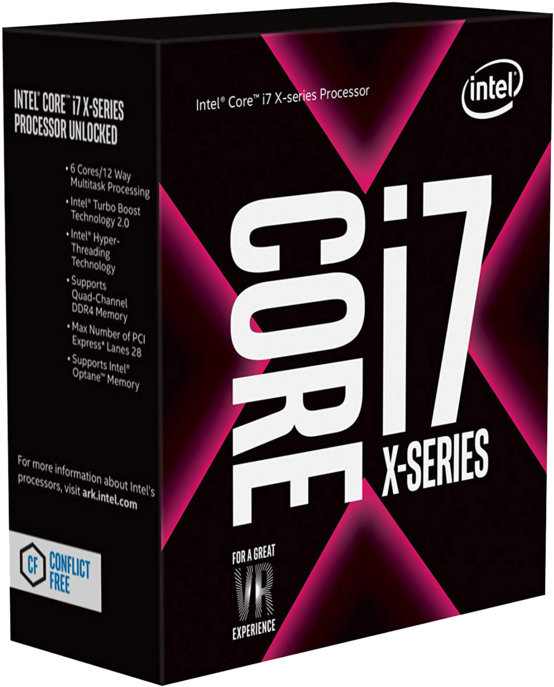 INTEL® CORE™ i7 X-SERIES
PROCESSOR UNLOCKED
• 6 Cores/12 Way
Multitask Processing
• Intel® Turbo Boost
Technology 2.0
• Intel® Hyper-
Threading
Technology
• Supports
Quad-Channel
DDR4 Memory
• Max Number of PCI
Express* Lanes 28
• Supports Intel®
Optane™ Memory
For more information about Intel's
processors, visit ark.intel.com
CF
CONFLICT
FREE
Intel® Core™ i7 X-series Processor
intel®
CORE
i7
X-SERIES
FOR A GREAT
VR
EXPERIENCE